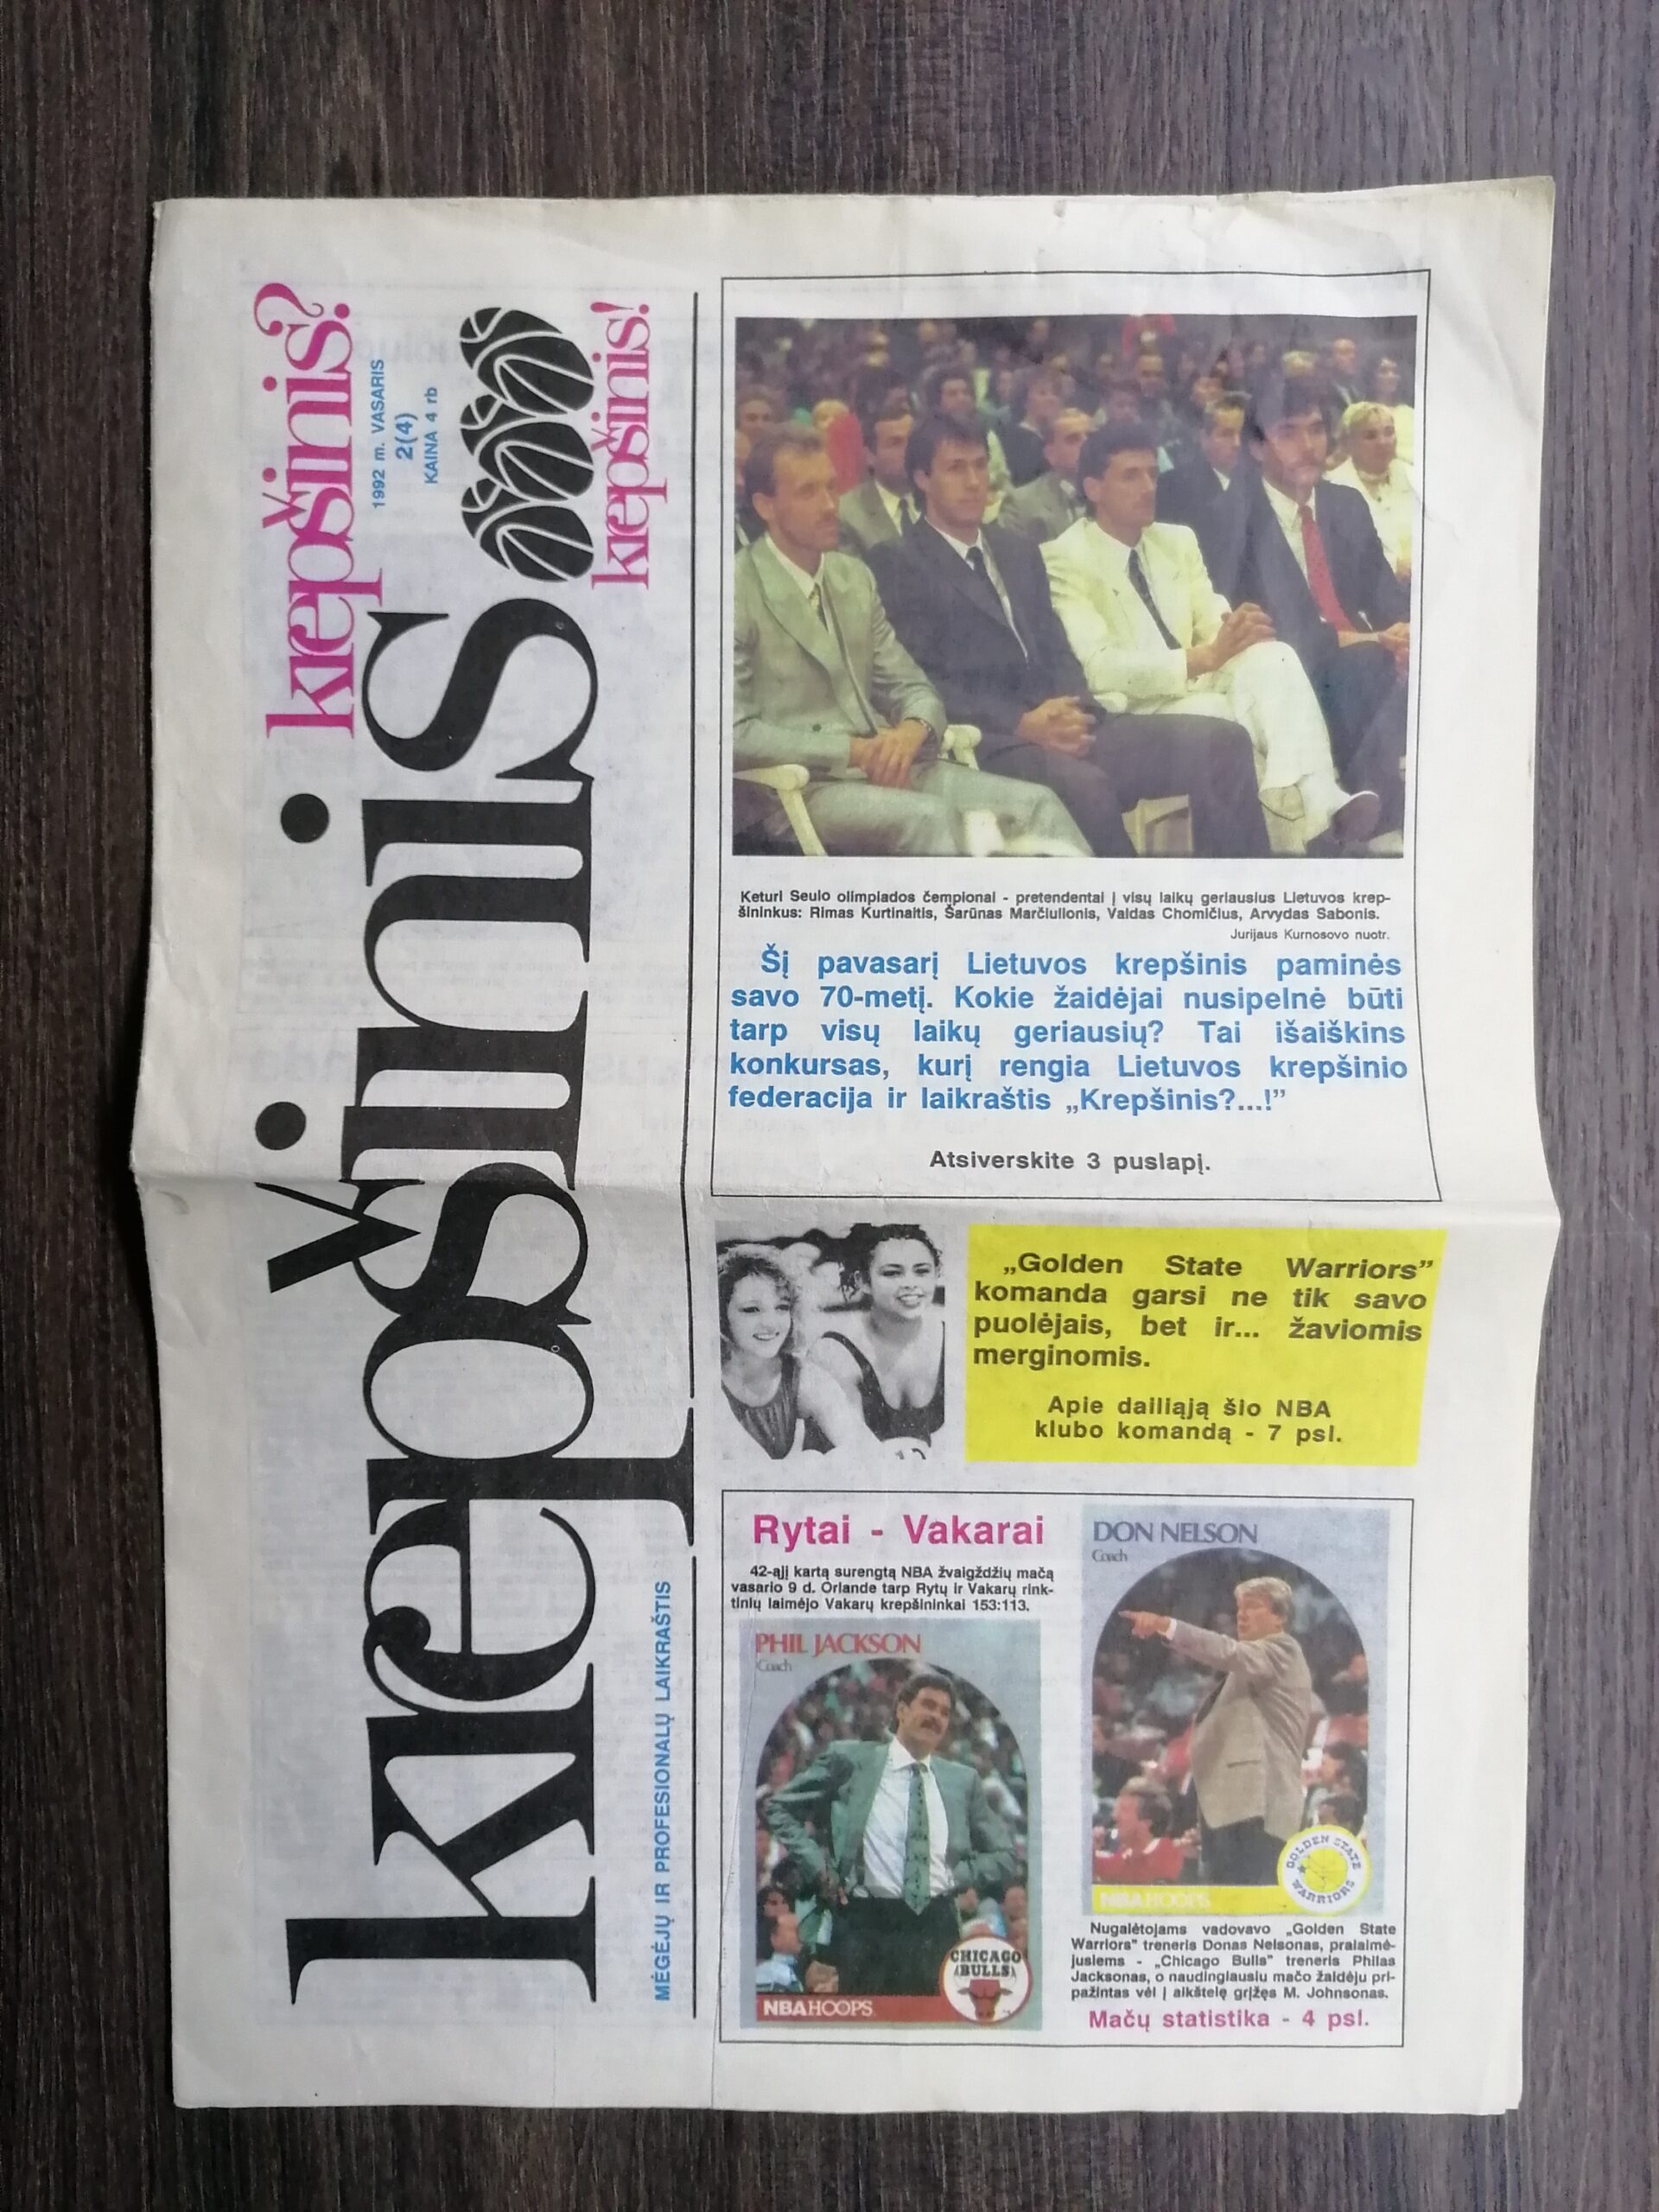 krepšinis?
1992 m. VASARIS
2(4)
KAINA 4 rb
krepšinis
krepšinis!
MĖGĖJŲ IR PROFESIONALŲ LAIKRAŠTIS
Keturi Seulo olimpiados čempionai - pretendentai į visų laikų geriausius Lietuvos krep-
šininkus: Rimas Kurtinaitis, Šarūnas Marčiulionis, Valdas Chomičius, Arvydas Sabonis.
Jurijaus Kurnosovo nuotr.
Šį pavasarį Lietuvos krepšinis paminės
savo 70-metį. Kokie žaidėjai nusipelnė būti
tarp visų laikų geriausių? Tai išaiškins
konkursas, kurį rengia Lietuvos krepšinio
federacija ir laikraštis „Krepšinis?...!”
Atsiverskite 3 puslapį.
„Golden State Warriors”
komanda garsi ne tik savo
puolėjais, bet ir... žaviomis
merginomis.
Apie dailiąją šio NBA
klubo komandą - 7 psl.
Rytai - Vakarai
42-ąjį kartą surengtą NBA žvaigždžių mačą
vasario 9 d. Orlande tarp Rytų ir Vakarų rink-
tinių laimėjo Vakarų krepšininkai 153:113.
PHIL JACKSON
Coach
CHICAGO
BULLS
NBA HOOPS
DON NELSON
Coach
GOLDEN STATE
WARRIORS
NBA HOOPS
Nugalėtojams vadovavo „Golden State
Warriors” treneris Donas Nelsonas, pralaimė-
jusiems - „Chicago Bulls” treneris Philas
Jacksonas, o naudingiausiu mačo žaidėju pri-
pažintas vėl į aikštelę grįžęs M. Johnsonas.
Mačų statistika - 4 psl.